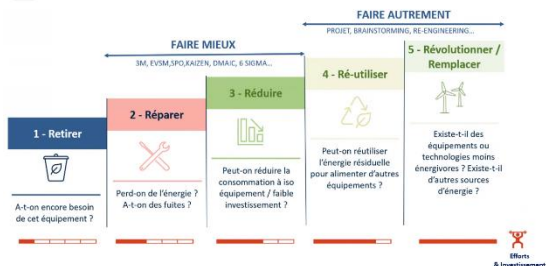 FAIRE AUTREMENT
PROJET, BRAINSTORMING, RE-ENGINEERING...
FAIRE MIEUX
3M, EVSM,SPO,KAIZEN, DMAIC, 6 SIGMA...
1 - Retirer
A-t-on encore besoin
de cet équipement ?
2 - Réparer
Perd-on de l'énergie ?
A-t-on des fuites ?
3 - Réduire
Peut-on réduire la
consommation à iso
équipement / faible
investissement ?
4 - Ré-utiliser
Peut-on réutiliser
l'énergie résiduelle
pour alimenter d'autres
équipements ?
5 - Révolutionner /
Remplacer
Existe-t-il des
équipements ou
technologies moins
énergivores ? Existe-t-il
d'autres sources
d'énergie ?
Efforts
& Investissement